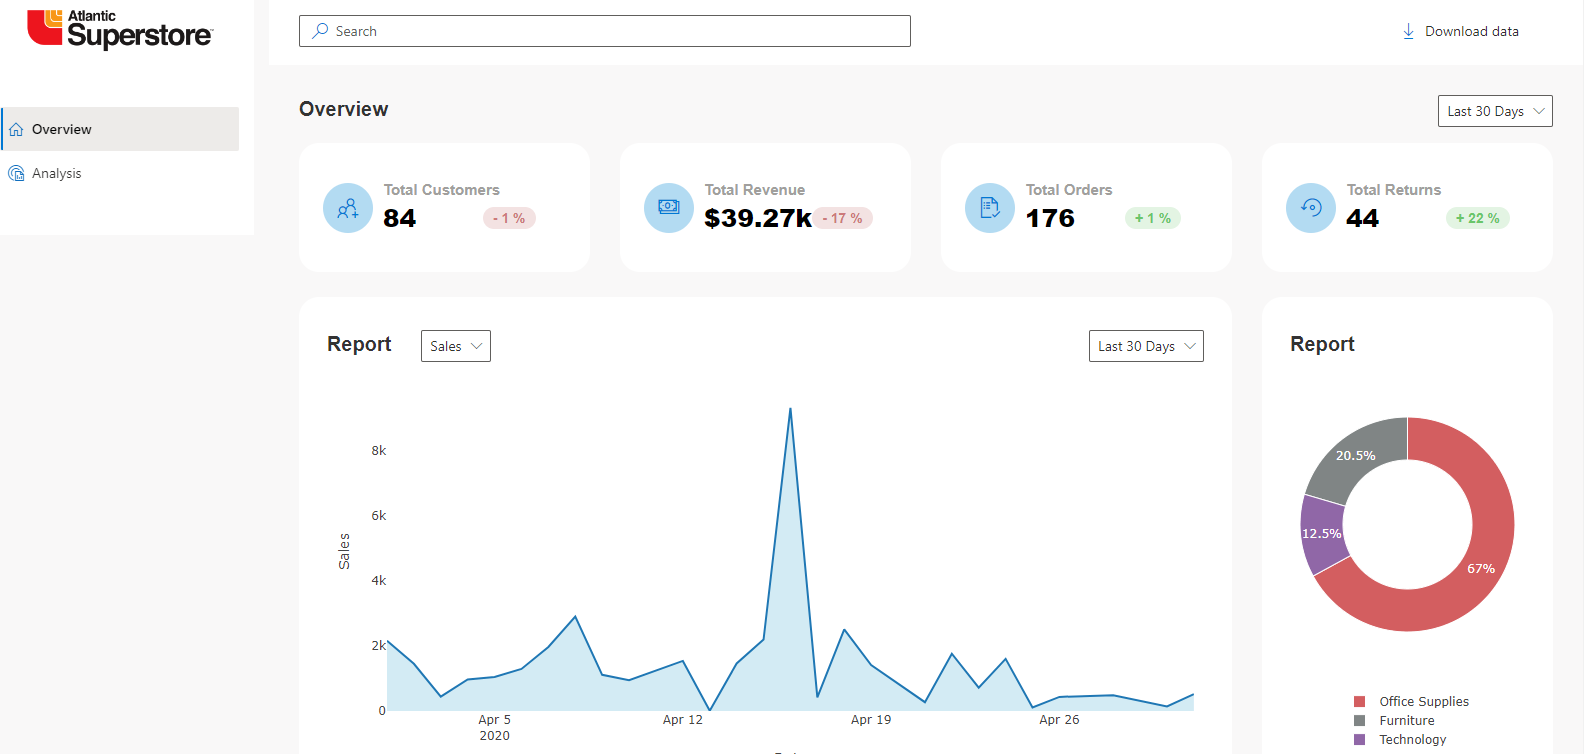 Atlantic
Superstore™
Search
Download data
Overview
Analysis
Overview
Last 30 Days
Total Customers
84
- 1 %
Total Revenue
$39.27k
- 17 %
Total Orders
176
+ 1 %
Total Returns
44
+ 22 %
Report
Sales
Last 30 Days
Sales
8k
6k
4k
2k
0
Apr 5
2020
Apr 12
Apr 19
Apr 26
Report
20.5%
12.5%
67%
Office Supplies
Furniture
Technology